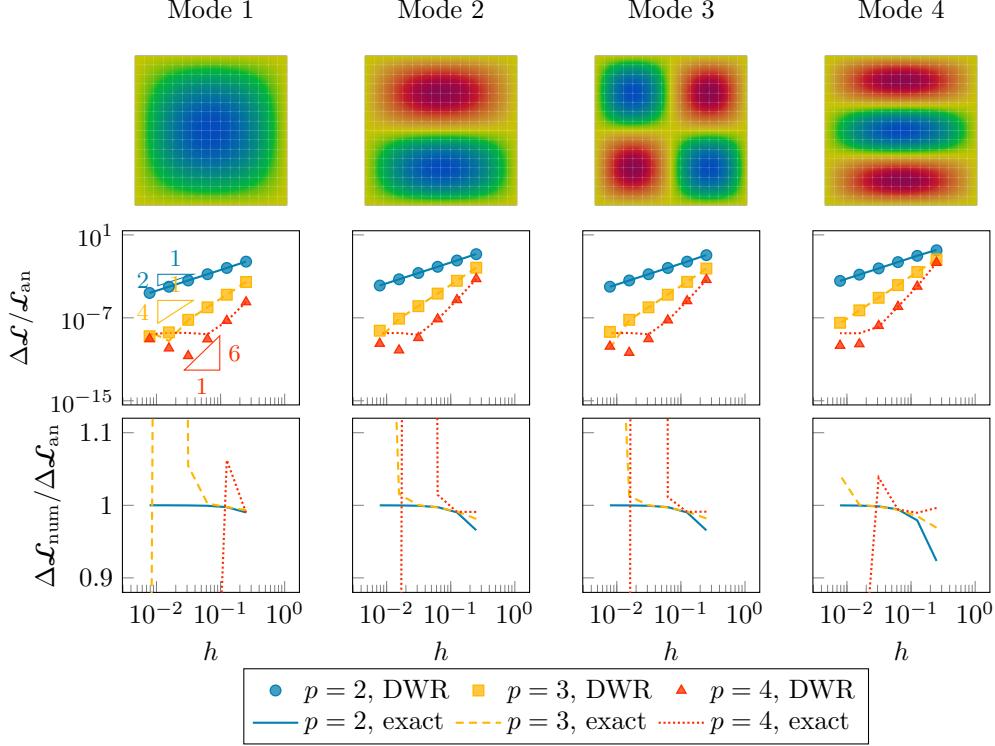 Mode 1 Mode 2 Mode 3 Mode 4
10^1
10^−7
10^−15
Δ𝓛/𝓛_an
1
2
1
4
6
1
1.1
1
0.9
Δ𝓛_num/Δ𝓛_an
10^−2 10^−1 10^0 10^−2 10^−1 10^0 10^−2 10^−1 10^0 10^−2 10^−1 10^0
h h h h
p = 2, DWR p = 3, DWR p = 4, DWR
p = 2, exact p = 3, exact p = 4, exact